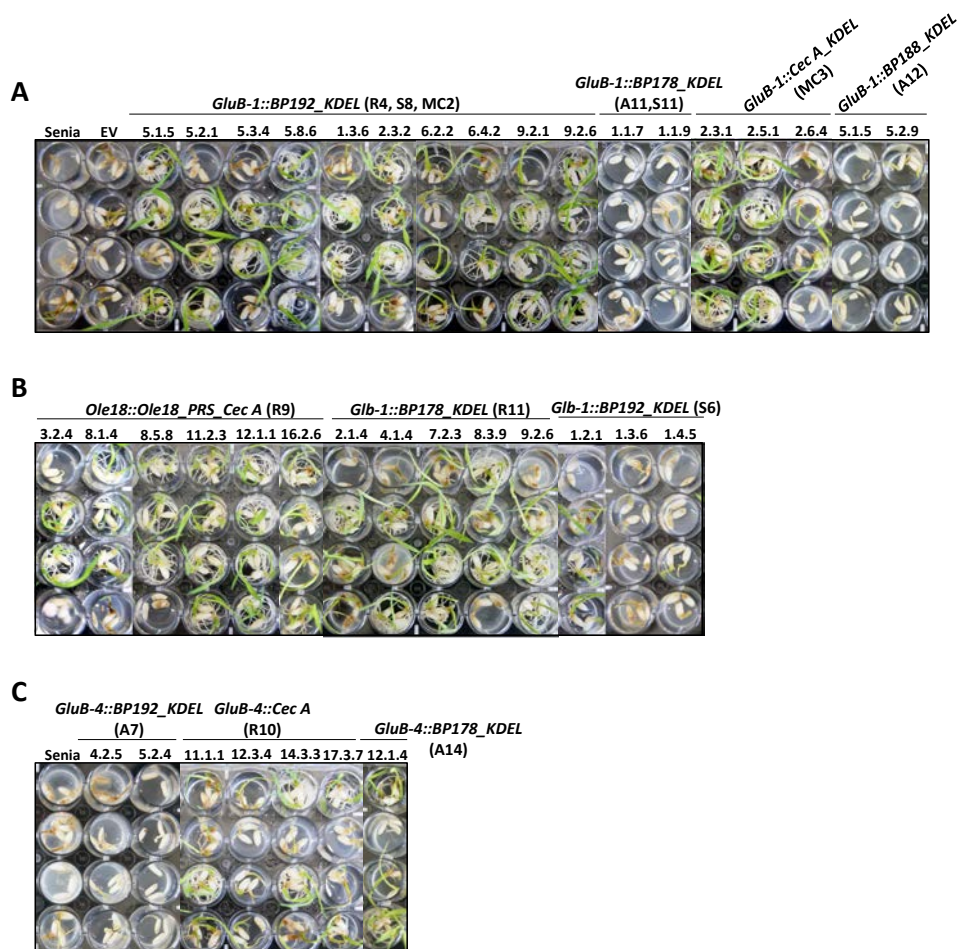 A
GluB-1::BP192_KDEL (R4, S8, MC2)
GluB-1::BP178_KDEL
(A11,S11)
GluB-1::Cec A_KDEL
(MC3)
GluB-1::BP188_KDEL
(A12)
Senia EV 5.1.5 5.2.1 5.3.4 5.8.6 1.3.6 2.3.2 6.2.2 6.4.2 9.2.1 9.2.6 1.1.7 1.1.9 2.3.1 2.5.1 2.6.4 5.1.5 5.2.9
B
Ole18::Ole18_PRS_Cec A (R9) Glb-1::BP178_KDEL (R11) Glb-1::BP192_KDEL (S6)
3.2.4 8.1.4 8.5.8 11.2.3 12.1.1 16.2.6 2.1.4 4.1.4 7.2.3 8.3.9 9.2.6 1.2.1 1.3.6 1.4.5
C
GluB-4::BP192_KDEL
(A7)
GluB-4::Cec A
(R10)
GluB-4::BP178_KDEL
(A14)
Senia 4.2.5 5.2.4 11.1.1 12.3.4 14.3.3 17.3.7 12.1.4